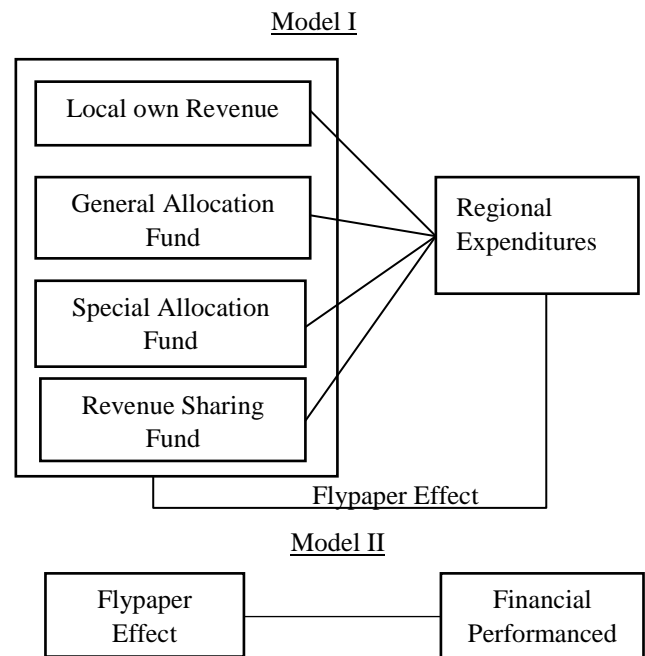 Model I
Local own Revenue
General Allocation
Fund
Special Allocation
Fund
Revenue Sharing
Fund
Regional
Expenditures
Flypaper Effect
Model II
Flypaper
Effect
Financial
Performanced